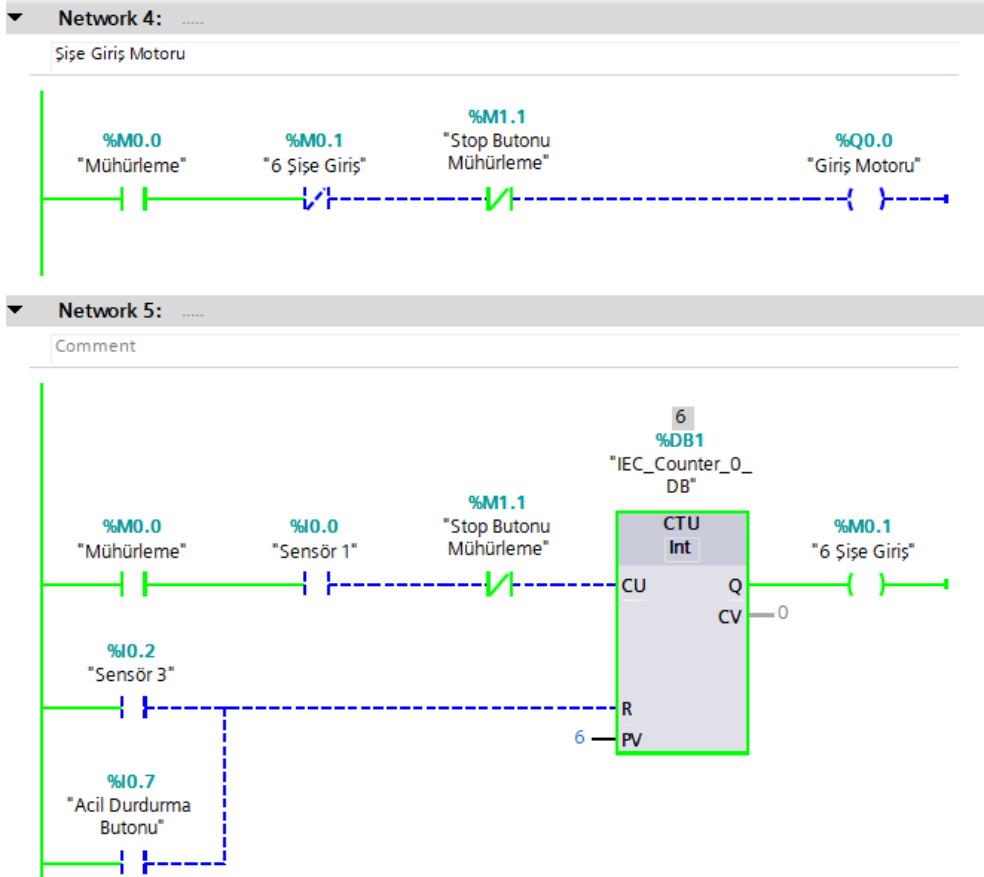 Network 4: .....
Şişe Giriş Motoru
%M1.1
%M0.0 %M0.1 "Stop Butonu %Q0.0
"Mühürleme" "6 Şişe Giriş" Mühürleme" "Giriş Motoru"
Network 5: .....
Comment
6
%DB1
"IEC_Counter_0_
DB"
%M1.1
%M0.0 %I0.0 "Stop Butonu CTU %M0.1
"Mühürleme" "Sensör 1" Mühürleme" Int "6 Şişe Giriş"
CU Q
CV 0
%I0.2
"Sensör 3"
R
6 PV
%I0.7
"Acil Durdurma
Butonu"